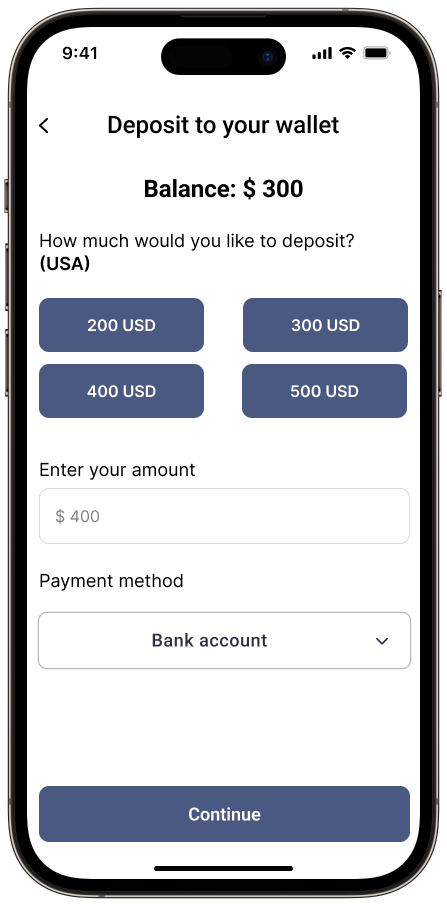 9:41
Deposit to your wallet
Balance: $ 300
How much would you like to deposit?
(USA)
200 USD
300 USD
400 USD
500 USD
Enter your amount
$ 400
Payment method
Bank account
Continue